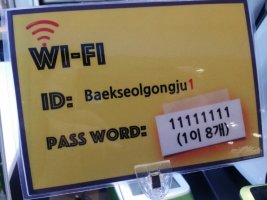 WI-FI
ID: Baekseolgongju1
PASS WORD: 11111111
(1이 8개)